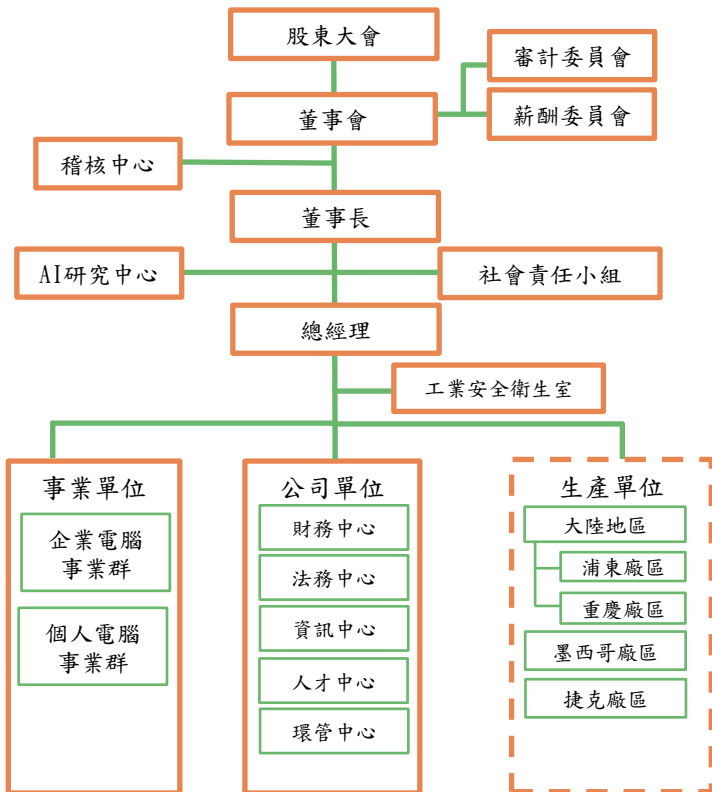 股東大會
審計委員會
董事會
薪酬委員會
稽核中心
董事長
AI研究中心
社會責任小組
總經理
工業安全衛生室
事業單位
企業電腦
事業群
個人電腦
事業群
公司單位
財務中心
法務中心
資訊中心
人才中心
環管中心
生產單位
大陸地區
浦東廠區
重慶廠區
墨西哥廠區
捷克廠區